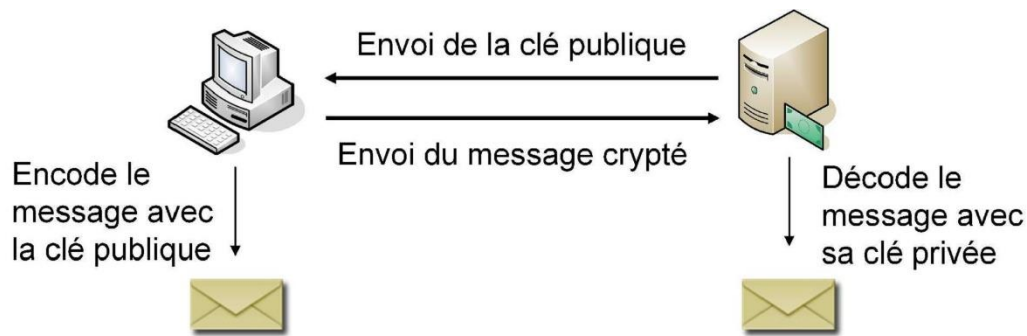 Envoi de la clé publique
Envoi du message crypté
Encode le
message avec
la clé publique
Décode le
message avec
sa clé privée